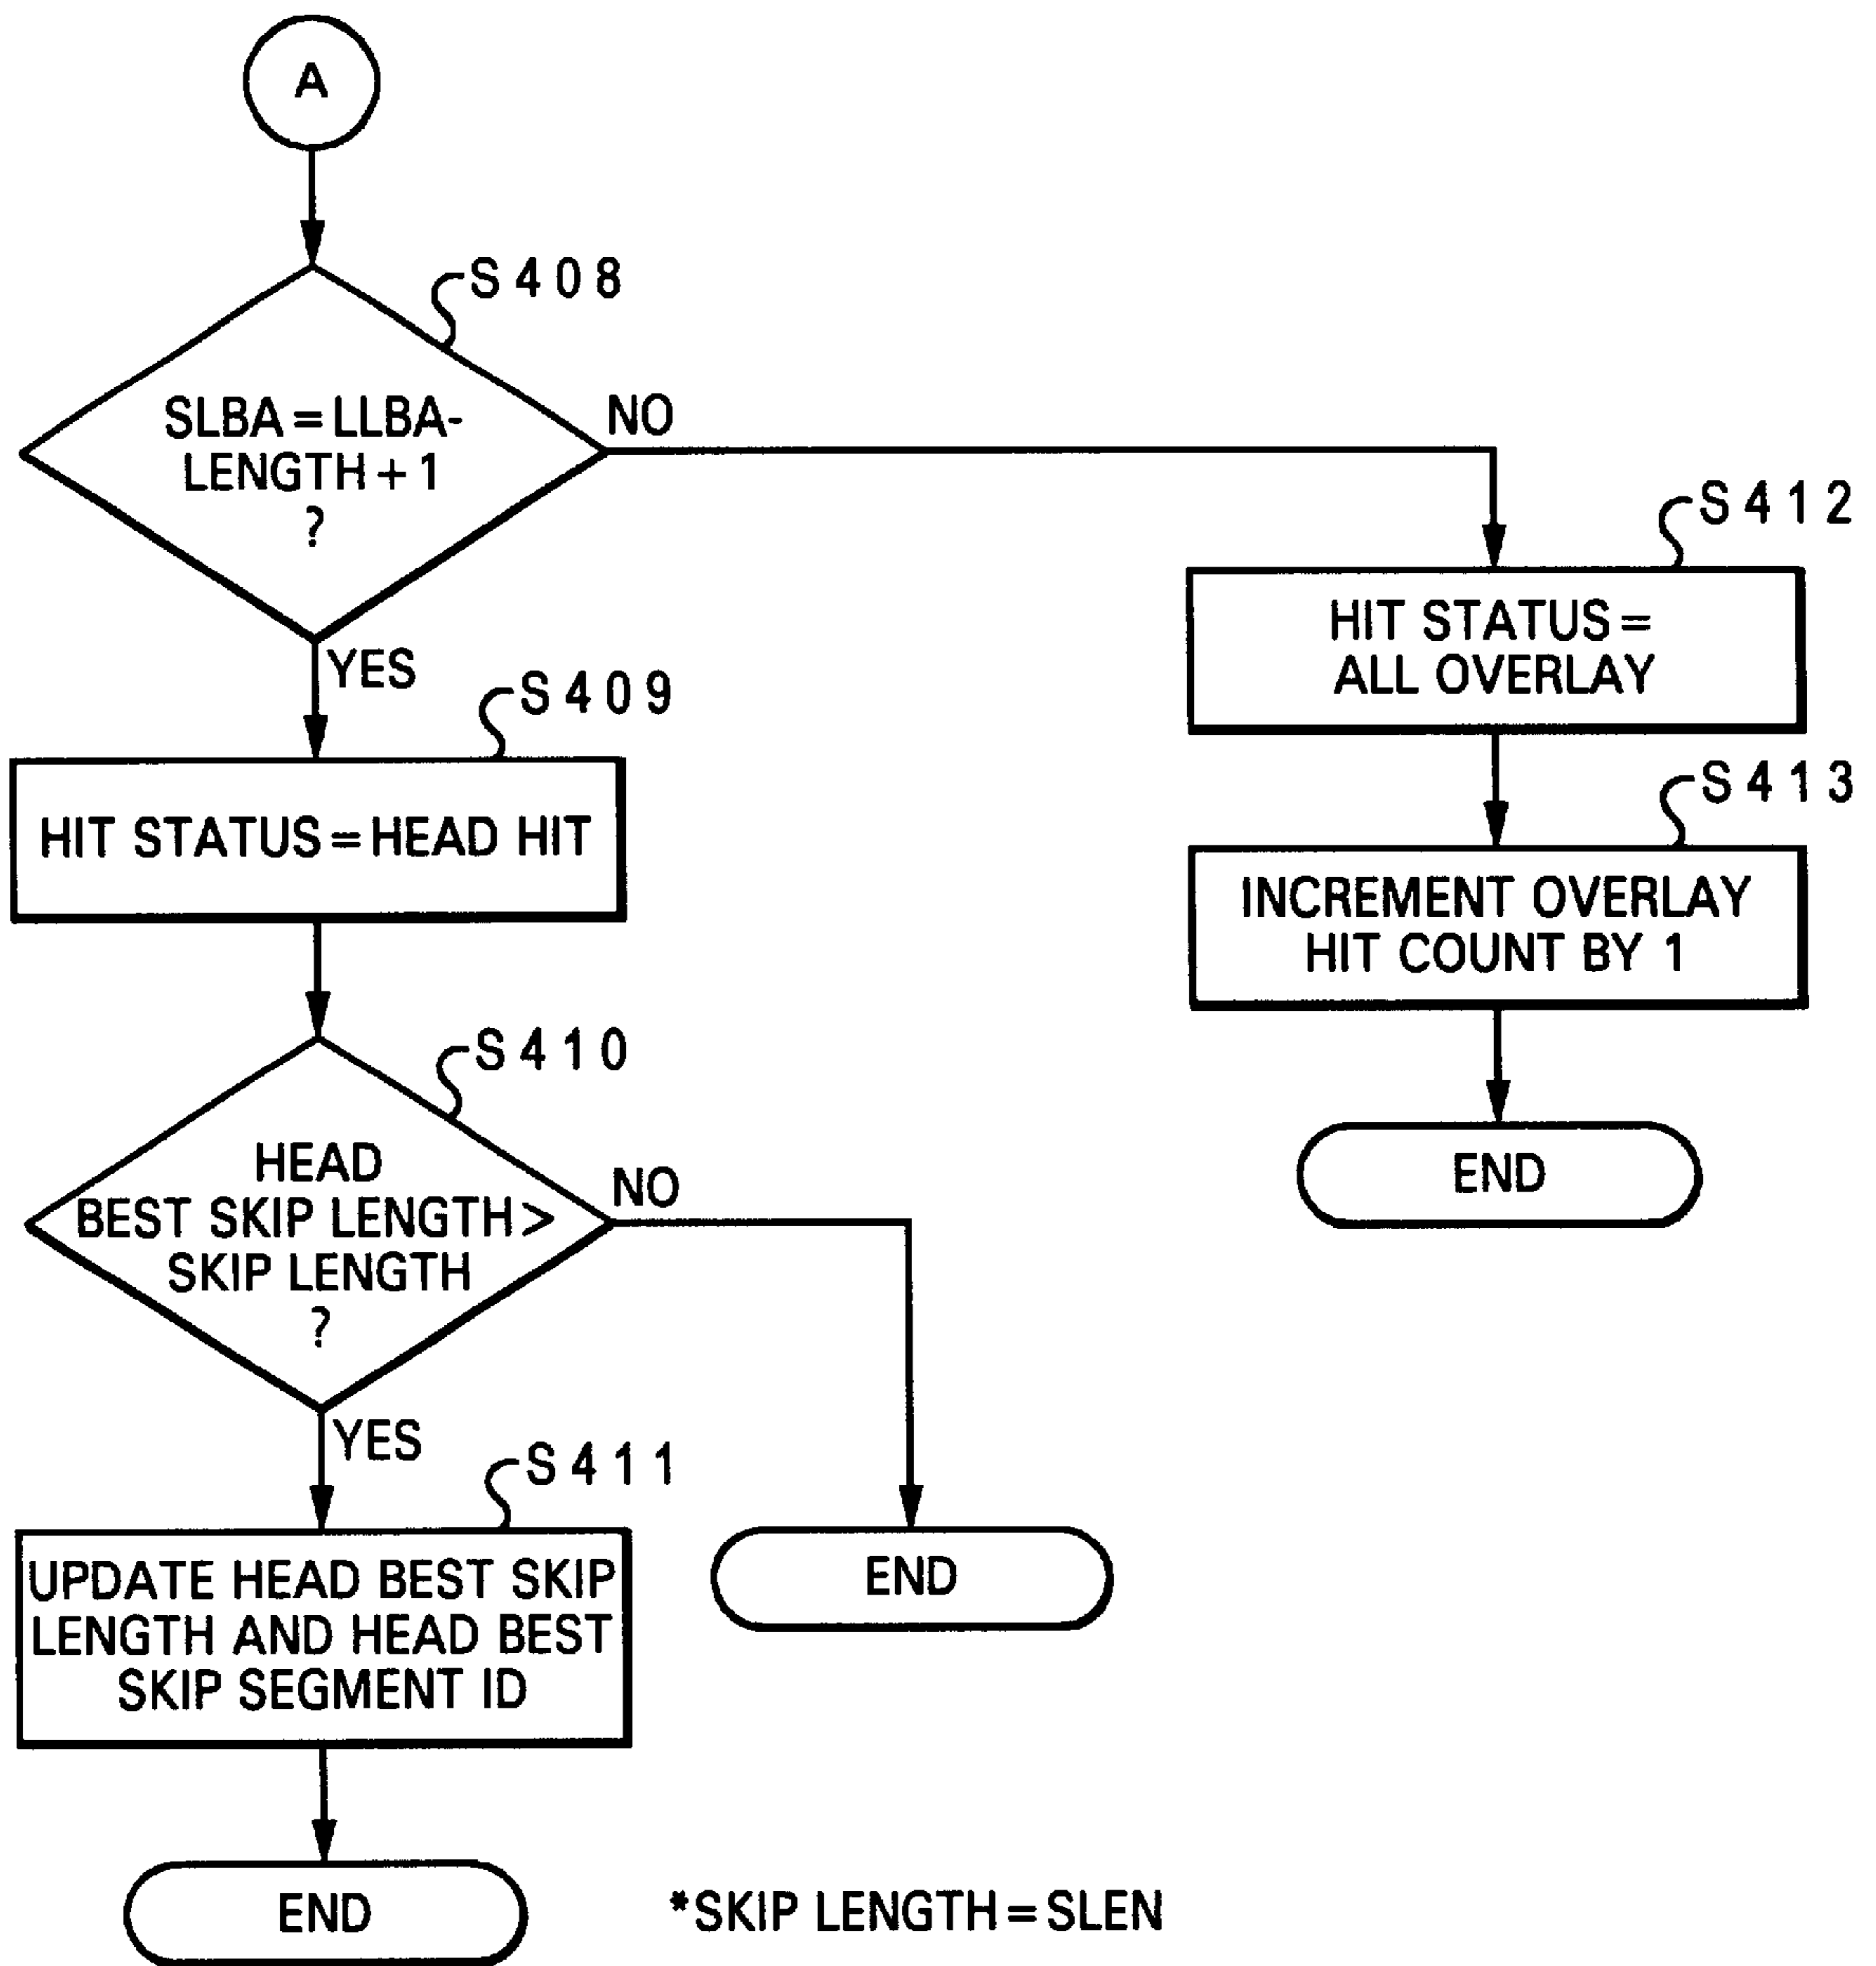 A
S408
SLBA=LLBA-
LENGTH+1
?
NO
YES
S409
HIT STATUS=HEAD HIT
S410
HEAD
BEST SKIP LENGTH>
SKIP LENGTH
?
NO
YES
S411
UPDATE HEAD BEST SKIP
LENGTH AND HEAD BEST
SKIP SEGMENT ID
END
END
S412
HIT STATUS=
ALL OVERLAY
S413
INCREMENT OVERLAY
HIT COUNT BY 1
END
*SKIP LENGTH=SLEN